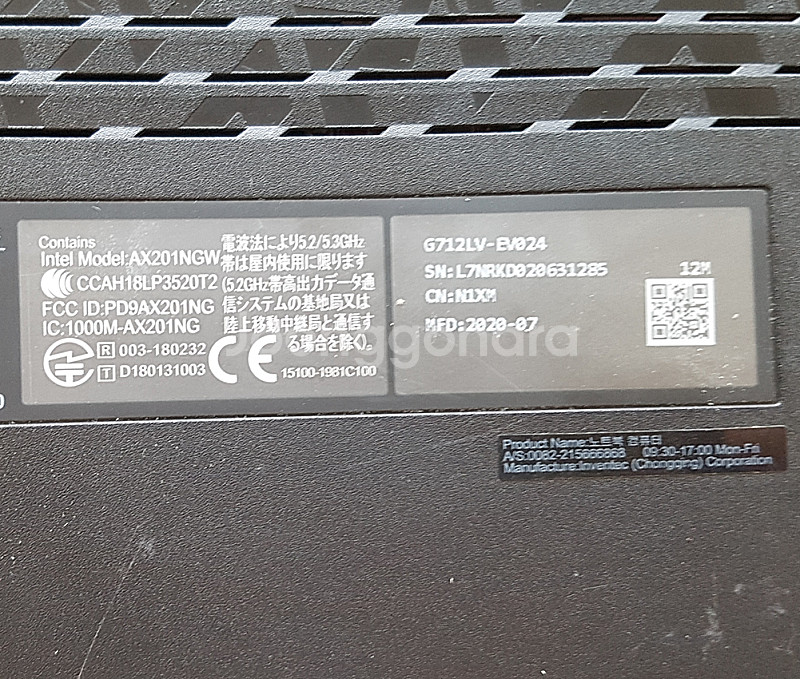 Contains
Intel Model:AX201NGW
CCAH18LP3520T2
FCC ID:PD9AX201NG
IC:1000M-AX201NG
R 003-180232
T D180131003
CE
電波法により5.2/5.3GHz
帯は屋内使用に限ります
(5.2GHz帯高出力データ通
信システムの基地局又は
陸上移動中継局と通信す
る場合を除く)。
15100-1981C100
G712LV-EV024
SN:L7NRKD020631285
12M
CN:N1XM
MFD:2020-07
Product Name:노트북 컴퓨터
A/S:0082-215666868 09:30-17:00 Mon-Fri
Manufacture:Inventec (Chongqing) Corporation